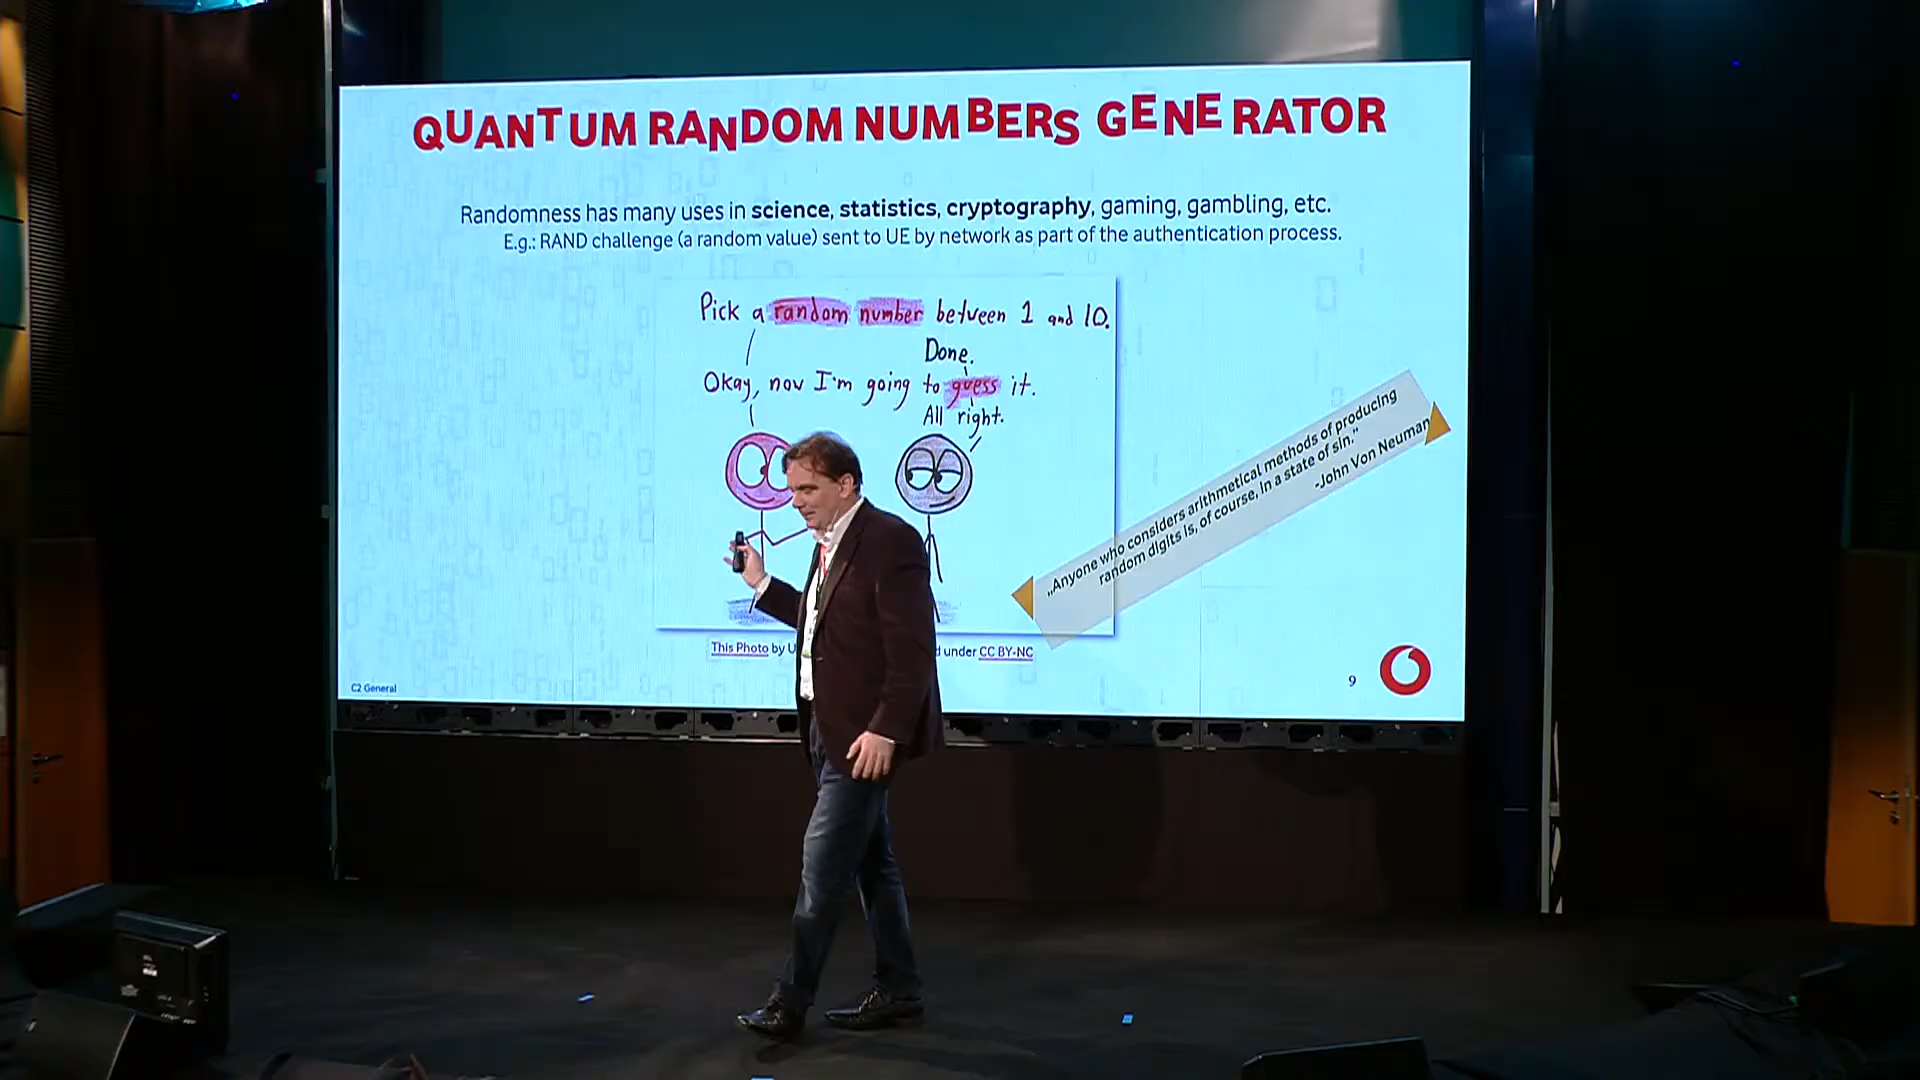 QUANTUM RANDOM NUMBERS GENERATOR
Randomness has many uses in science, statistics, cryptography, gaming, gambling, etc.
E.g.: RAND challenge (a random value) sent to UE by network as part of the authentication process.
Pick a random number between 1 and 10.
Done.
Okay, now I'm going to guess it.
All right.
„Anyone who considers arithmetical methods of producing
random digits is, of course, in a state of sin.”
-John Von Neuman
This Photo by under CC BY-NC
C2 General
9